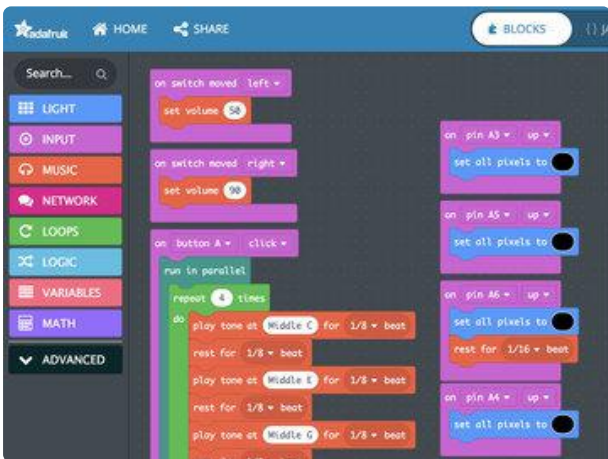 adafruit HOME SHARE BLOCKS {}
Search...
LIGHT
INPUT
MUSIC
NETWORK
LOOPS
LOGIC
VARIABLES
MATH
ADVANCED
on switch moved left
set volume 50
on switch moved right
set volume 90
on button A click
run in parallel
repeat 4 times
do
play tone at Middle C for 1/8 beat
rest for 1/8 beat
play tone at Middle E for 1/8 beat
rest for 1/8 beat
play tone at Middle G for 1/8 beat
on pin A3 up
set all pixels to
on pin A5 up
set all pixels to
on pin A6 up
set all pixels to
rest for 1/16 beat
on pin A4 up
set all pixels to